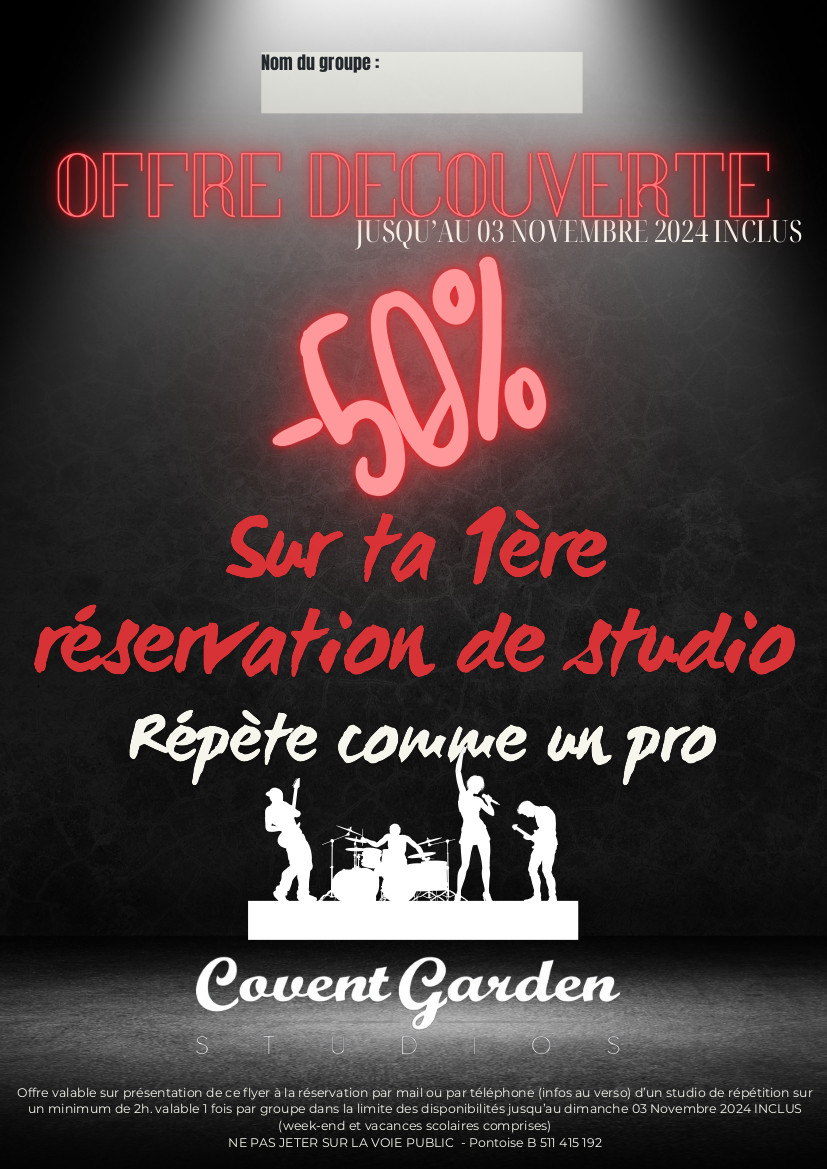 Nom du groupe :
OFFRE DECOUVERTE
JUSQU'AU 03 NOVEMBRE 2024 INCLUS
-50%
Sur ta 1ère
réservation de studio
Répète comme un pro
Covent Garden
STUDIOS
Offre valable sur présentation de ce flyer à la réservation par mail ou par téléphone (infos au verso) d'un studio de répétition sur
un minimum de 2h. valable 1 fois par groupe dans la limite des disponibilités jusqu'au dimanche 03 Novembre 2024 INCLUS
(week-end et vacances scolaires comprises)
NE PAS JETER SUR LA VOIE PUBLIC - Pontoise B 511 415 192